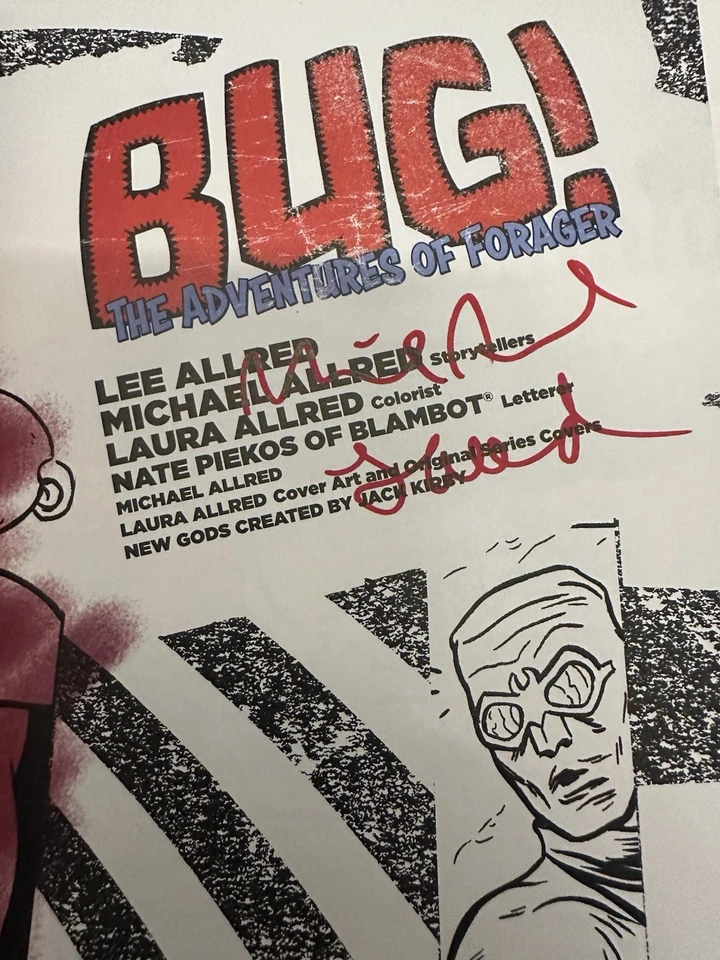 BUG!
THE ADVENTURES OF FORAGER
LEE ALLRED
MICHAEL ALLRED Storytellers
LAURA ALLRED Colorist
NATE PIEKOS OF BLAMBOT® Letterer
MICHAEL ALLRED
LAURA ALLRED Cover Art and Original Series Covers
NEW GODS CREATED BY JACK KIRBY